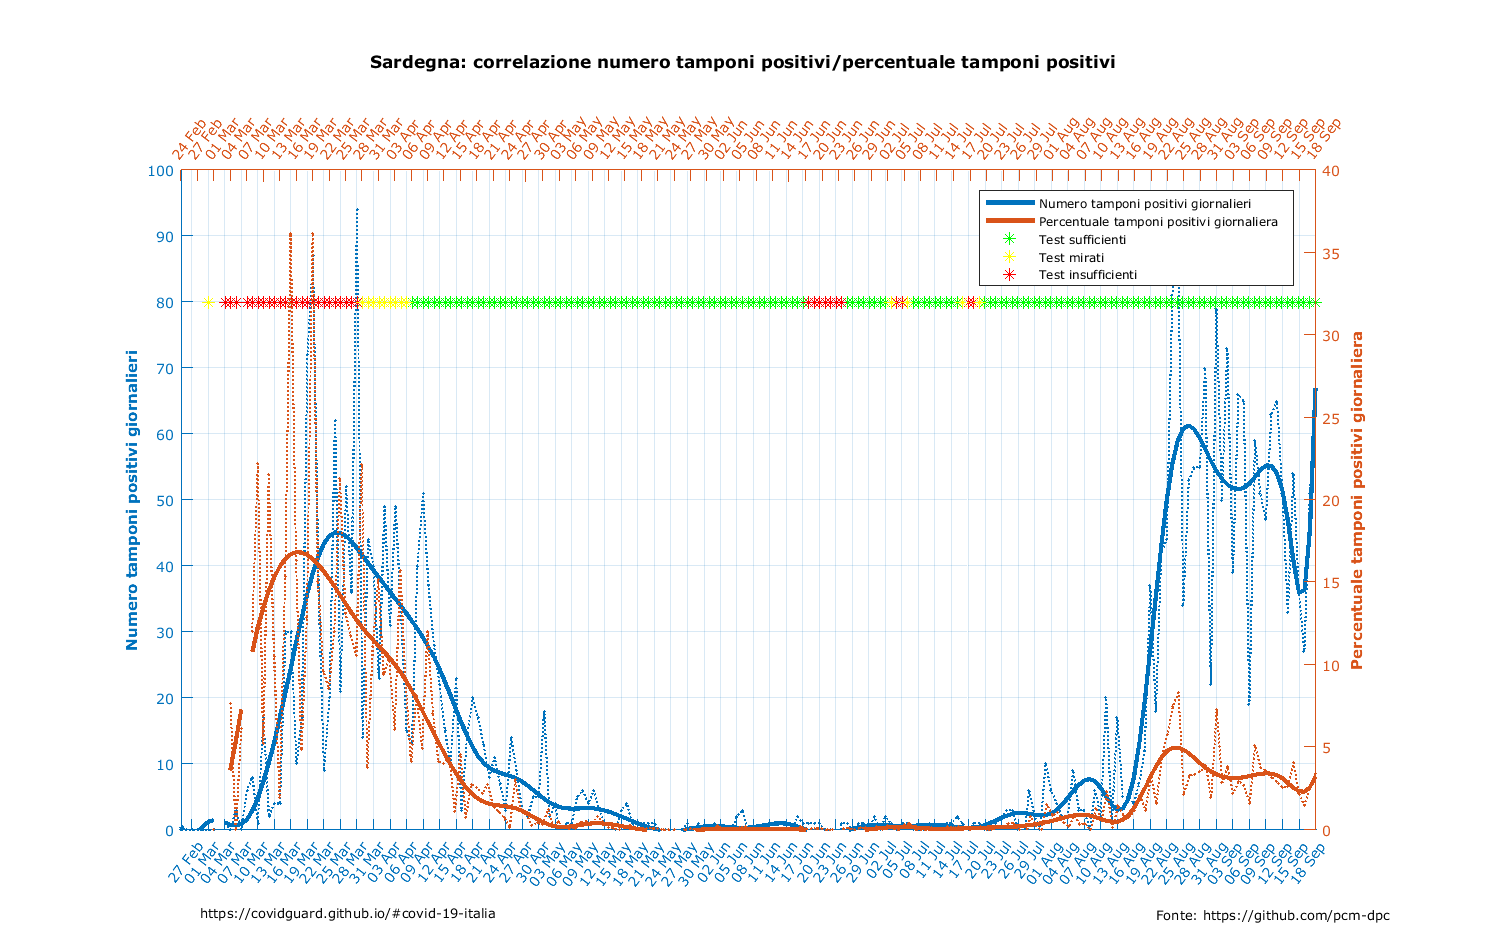 Sardegna: correlazione numero tamponi positivi/percentuale tamponi positivi
24 Feb
27 Feb
01 Mar
04 Mar
07 Mar
10 Mar
13 Mar
16 Mar
19 Mar
22 Mar
25 Mar
28 Mar
31 Mar
03 Apr
06 Apr
09 Apr
12 Apr
15 Apr
18 Apr
21 Apr
24 Apr
27 Apr
30 Apr
03 May
06 May
09 May
12 May
15 May
18 May
21 May
24 May
27 May
30 May
02 Jun
05 Jun
08 Jun
11 Jun
14 Jun
17 Jun
20 Jun
23 Jun
26 Jun
29 Jun
02 Jul
05 Jul
08 Jul
11 Jul
14 Jul
17 Jul
20 Jul
23 Jul
26 Jul
29 Jul
01 Aug
04 Aug
07 Aug
10 Aug
13 Aug
16 Aug
19 Aug
22 Aug
25 Aug
28 Aug
31 Aug
03 Sep
06 Sep
09 Sep
12 Sep
15 Sep
18 Sep
100
90
80
70
60
50
40
30
20
10
0
Numero tamponi positivi giornalieri
Numero tamponi positivi giornalieri
Percentuale tamponi positivi giornaliera
Test sufficienti
Test mirati
Test insufficienti
40
35
30
25
20
15
10
5
0
Percentuale tamponi positivi giornaliera
27 Feb
01 Mar
04 Mar
07 Mar
10 Mar
13 Mar
16 Mar
19 Mar
22 Mar
25 Mar
28 Mar
31 Mar
03 Apr
06 Apr
09 Apr
12 Apr
15 Apr
18 Apr
21 Apr
24 Apr
27 Apr
30 Apr
03 May
06 May
09 May
12 May
15 May
18 May
21 May
24 May
27 May
30 May
02 Jun
05 Jun
08 Jun
11 Jun
14 Jun
17 Jun
20 Jun
23 Jun
26 Jun
29 Jun
02 Jul
05 Jul
08 Jul
11 Jul
14 Jul
17 Jul
20 Jul
23 Jul
26 Jul
29 Jul
01 Aug
04 Aug
07 Aug
10 Aug
13 Aug
16 Aug
19 Aug
22 Aug
25 Aug
28 Aug
31 Aug
03 Sep
06 Sep
09 Sep
12 Sep
15 Sep
18 Sep
https://covidguard.github.io/#covid-19-italia
Fonte: https://github.com/pcm-dpc